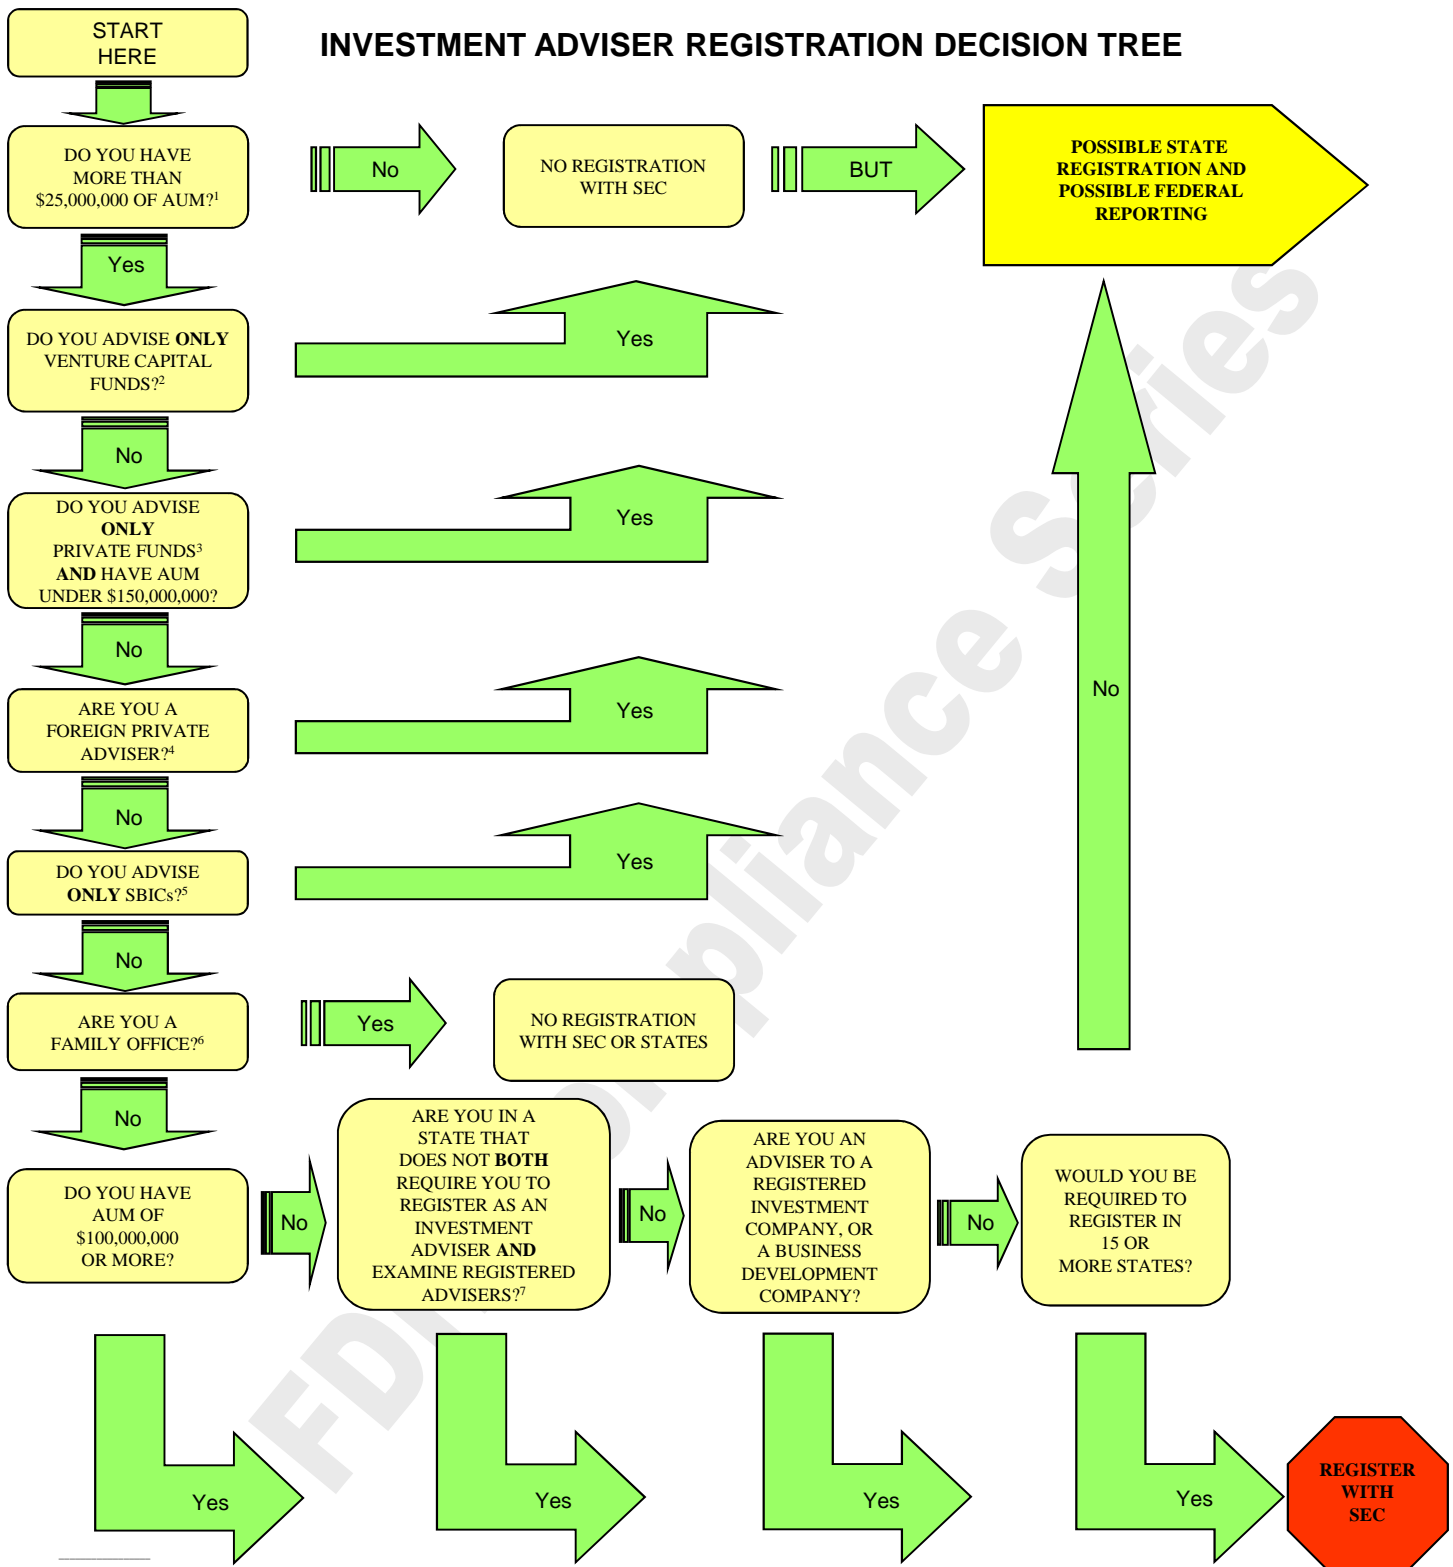 START
HERE
INVESTMENT ADVISER REGISTRATION DECISION TREE
DO YOU HAVE
MORE THAN
$25,000,000 OF AUM?¹
No
NO REGISTRATION
WITH SEC
BUT
POSSIBLE STATE
REGISTRATION AND
POSSIBLE FEDERAL
REPORTING
Yes
DO YOU ADVISE ONLY
VENTURE CAPITAL
FUNDS?²
Yes
No
DO YOU ADVISE
ONLY
PRIVATE FUNDS³
AND HAVE AUM
UNDER $150,000,000?
Yes
No
ARE YOU A
FOREIGN PRIVATE
ADVISER?⁴
Yes
No
No
DO YOU ADVISE
ONLY SBICs?⁵
Yes
No
ARE YOU A
FAMILY OFFICE?⁶
Yes
NO REGISTRATION
WITH SEC OR STATES
No
DO YOU HAVE
AUM OF
$100,000,000
OR MORE?
No
ARE YOU IN A
STATE THAT
DOES NOT BOTH
REQUIRE YOU TO
REGISTER AS AN
INVESTMENT
ADVISER AND
EXAMINE REGISTERED
ADVISERS?⁷
No
ARE YOU AN
ADVISER TO A
REGISTERED
INVESTMENT
COMPANY, OR
A BUSINESS
DEVELOPMENT
COMPANY?
No
WOULD YOU BE
REQUIRED TO
REGISTER IN
15 OR
MORE STATES?
Yes
Yes
Yes
Yes
REGISTER
WITH
SEC